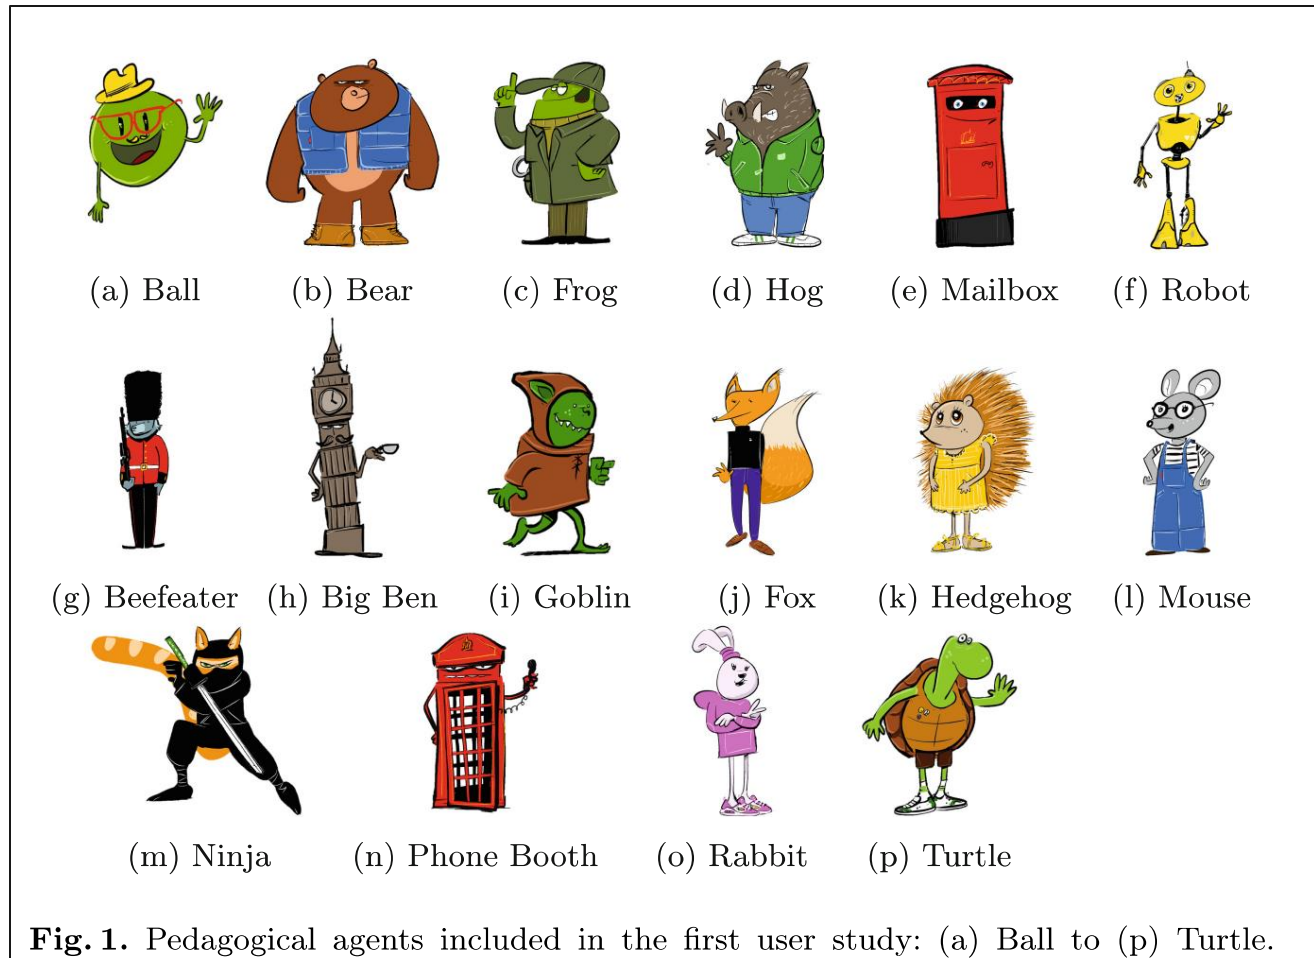 (a) Ball (b) Bear (c) Frog (d) Hog (e) Mailbox (f) Robot
(g) Beefeater (h) Big Ben (i) Goblin (j) Fox (k) Hedgehog (l) Mouse
(m) Ninja (n) Phone Booth (o) Rabbit (p) Turtle
Fig. 1. Pedagogical agents included in the first user study: (a) Ball to (p) Turtle.